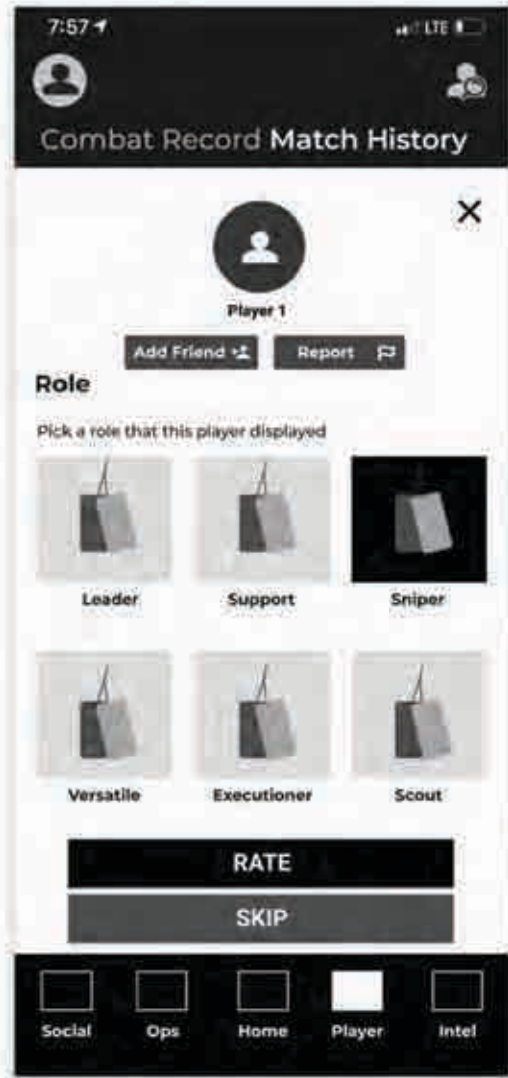 7:57 LTE
Combat Record Match History
Player 1
Add Friend Report
Role
Pick a role that this player displayed
Leader Support Sniper
Versatile Executioner Scout
RATE
SKIP
Social Ops Home Player Intel